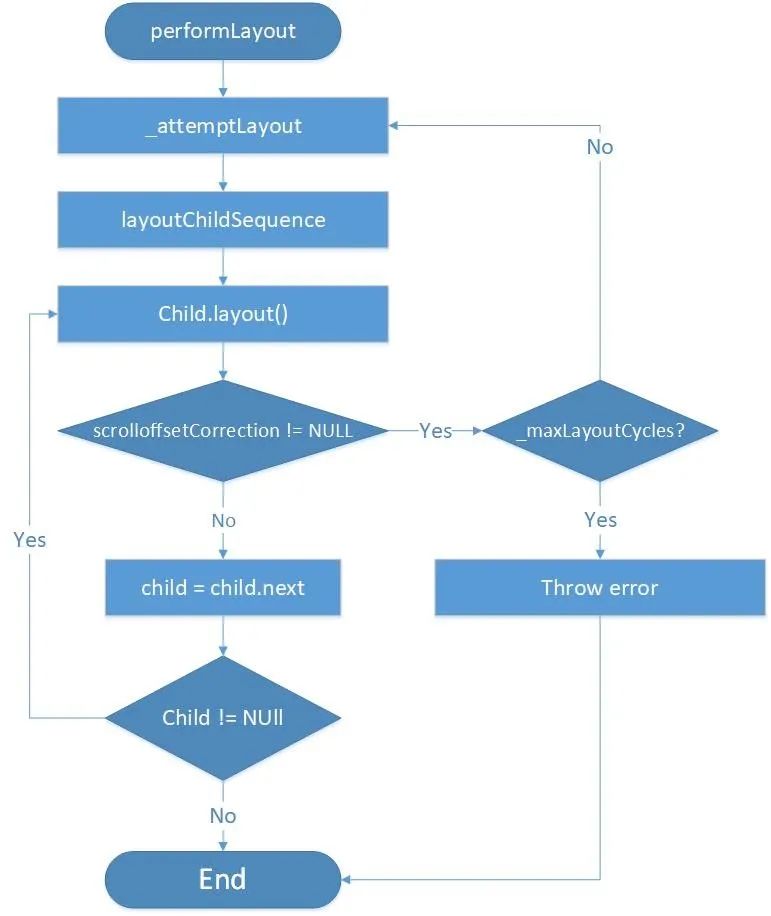 performLayout
_attemptLayout
No
layoutChildSequence
Child.layout()
scrolloffsetCorrection != NULL
Yes
_maxLayoutCycles?
No
Yes
Yes
child = child.next
Throw error
Child != NUll
No
End